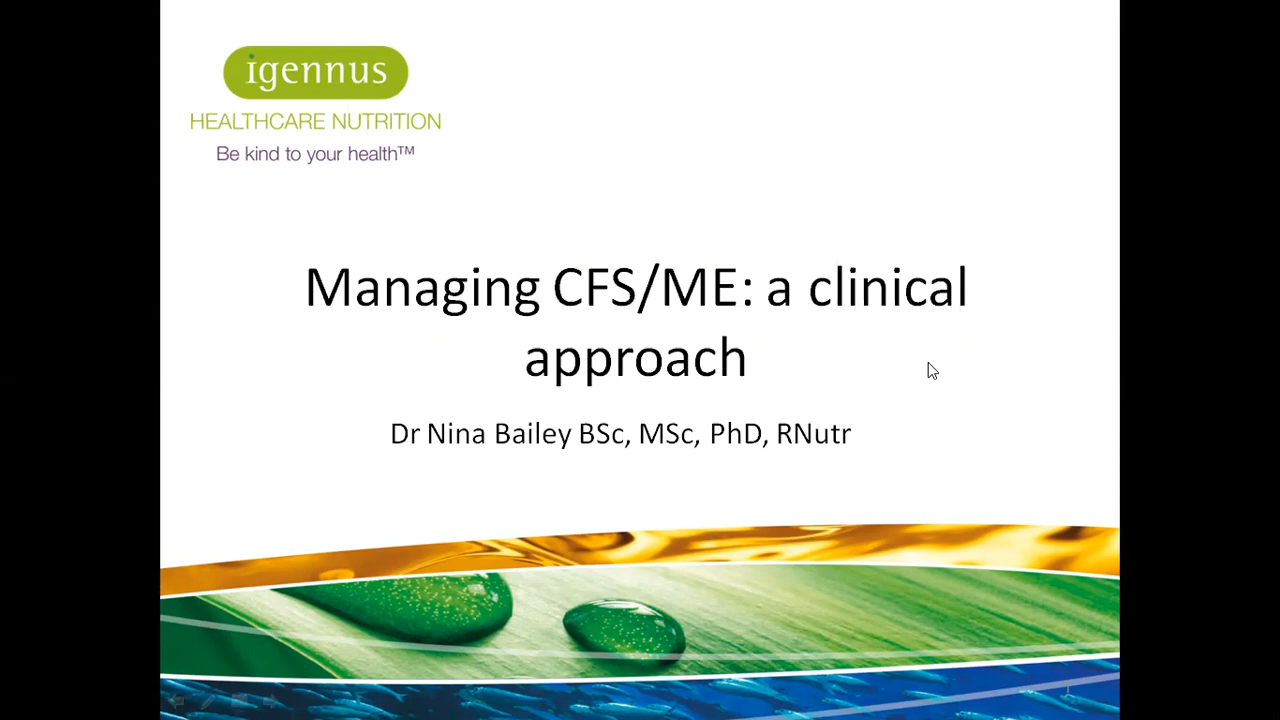 igennus
HEALTHCARE NUTRITION
Be kind to your health™
Managing CFS/ME: a clinical
approach
Dr Nina Bailey BSc, MSc, PhD, RNutr
1